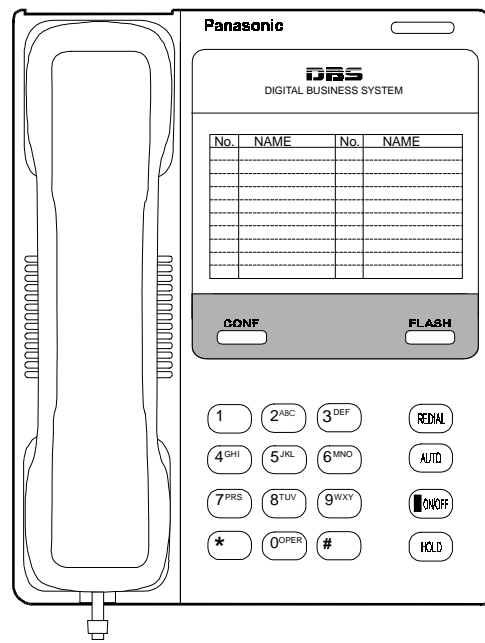 Panasonic
DBS
DIGITAL BUSINESS SYSTEM
No. NAME No. NAME
CONF FLASH
1 2ABC 3DEF REDIAL
4GHI 5JKL 6MNO AUTO
7PRS 8TUV 9WXY ON/OFF
* 0OPER # HOLD